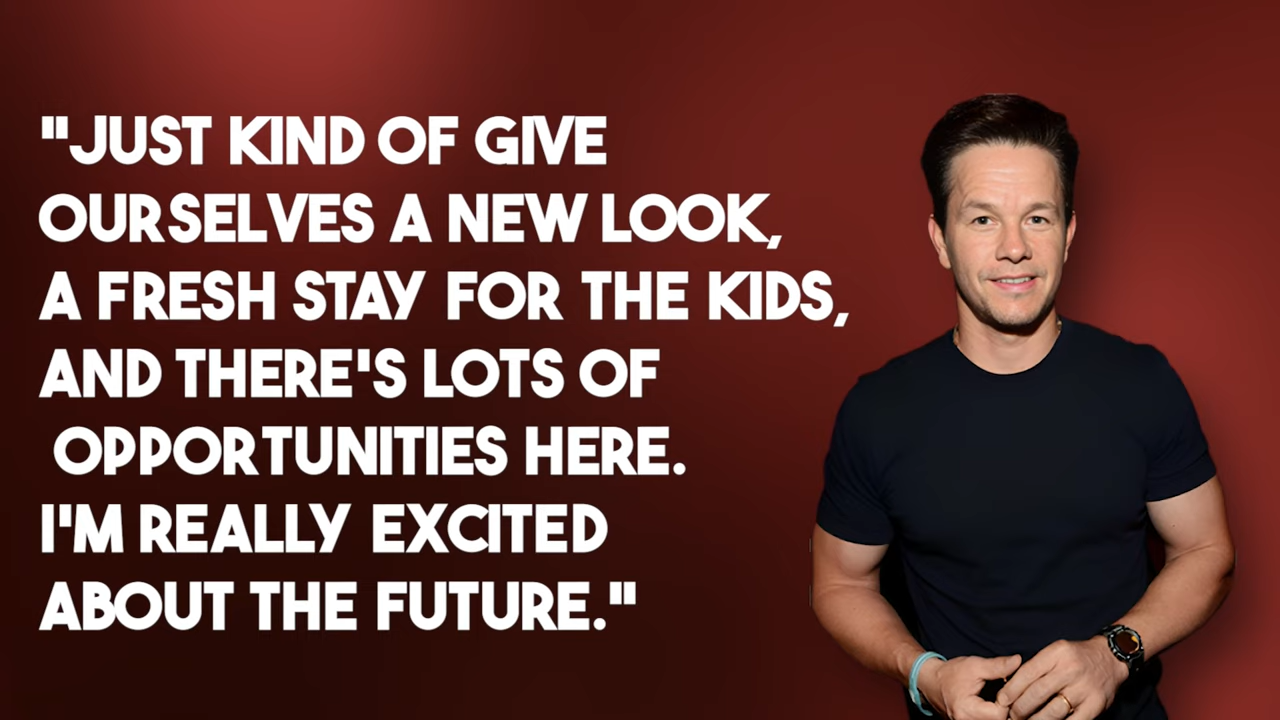 "JUST KIND OF GIVE
OURSELVES A NEW LOOK,
A FRESH STAY FOR THE KIDS,
AND THERE'S LOTS OF
OPPORTUNITIES HERE.
I'M REALLY EXCITED
ABOUT THE FUTURE."